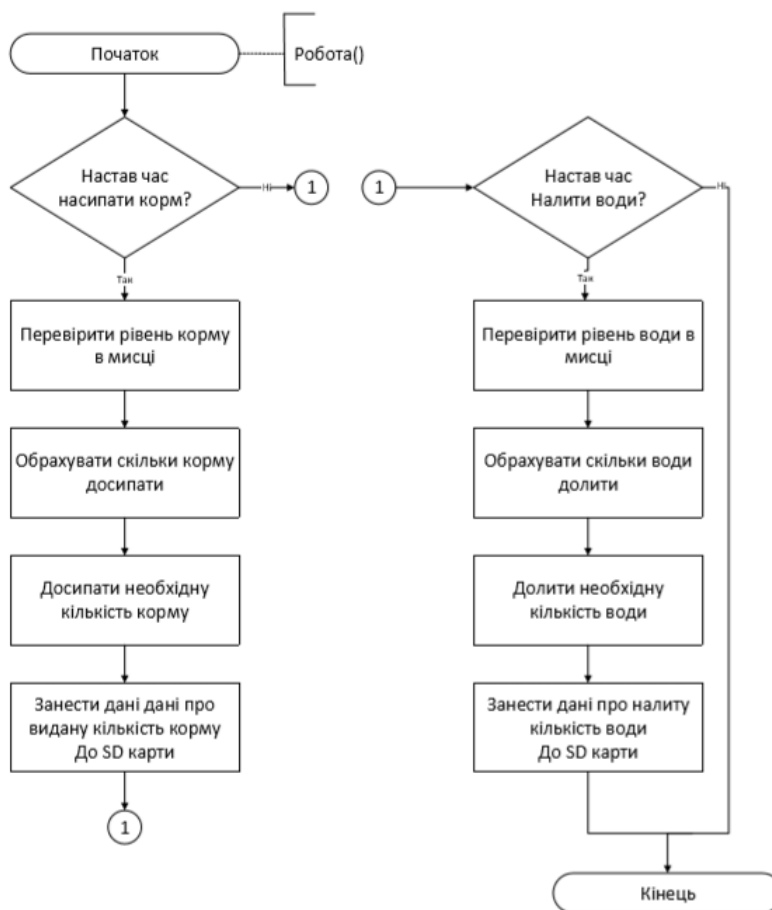 Початок
Робота()
Настав час
насипати корм?
Ні
1
Так
Перевірити рівень корму
в мисці
Обрахувати скільки корму
досипати
Досипати необхідну
кількість корму
Занести дані дані про
видану кількість корму
До SD карти
1
1
Настав час
Налити води?
Ні
Так
Перевірити рівень води в
мисці
Обрахувати скільки води
долити
Долити необхідну
кількість води
Занести дані про налиту
кількість води
До SD карти
Кінець